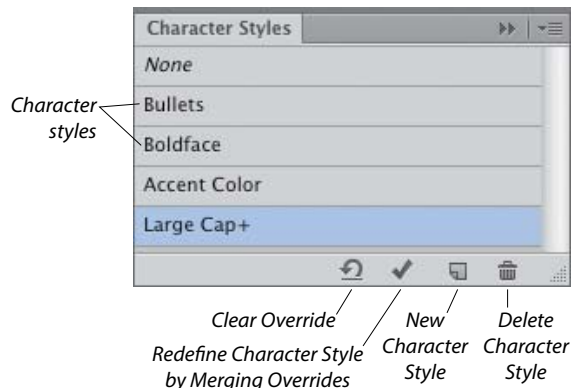 Character Styles
None
Character
styles
Bullets
Boldface
Accent Color
Large Cap+
Clear Override
Redefine Character Style
by Merging Overrides
New
Character
Style
Delete
Character
Style